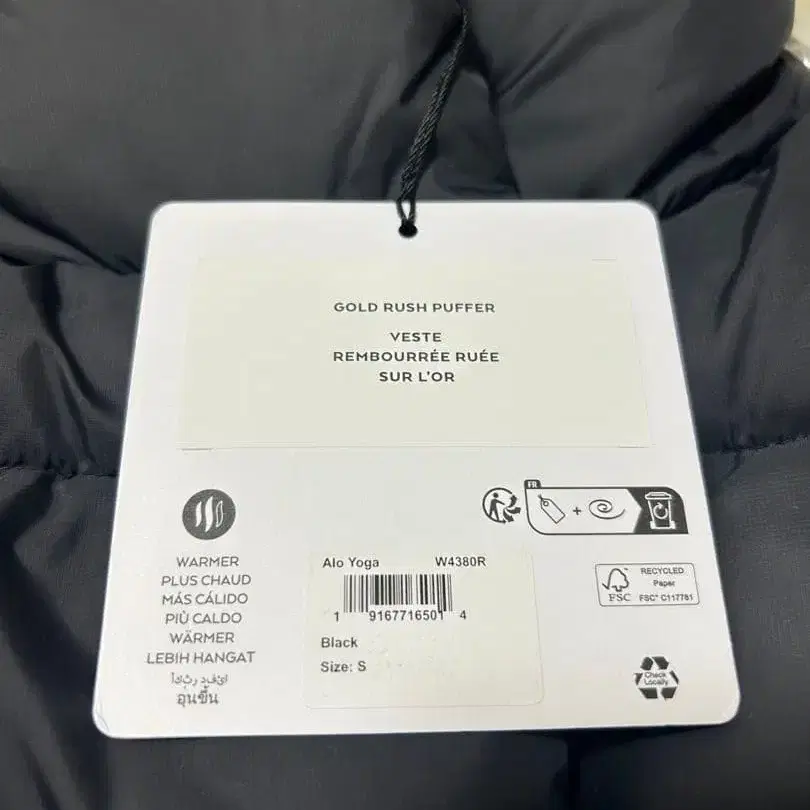 GOLD RUSH PUFFER
VESTE
REMBOURRÉE RUÉE
SUR L'OR
WARMER
PLUS CHAUD
MÁS CÁLIDO
PIÙ CALDO
WÄRMER
LEBIH HANGAT
อุ่นขึ้น
Alo Yoga W4380R
1 9167716501 4
Black
Size: S
FR
+
RECYCLED
Paper
FSC FSC® C117781
Check
Locally